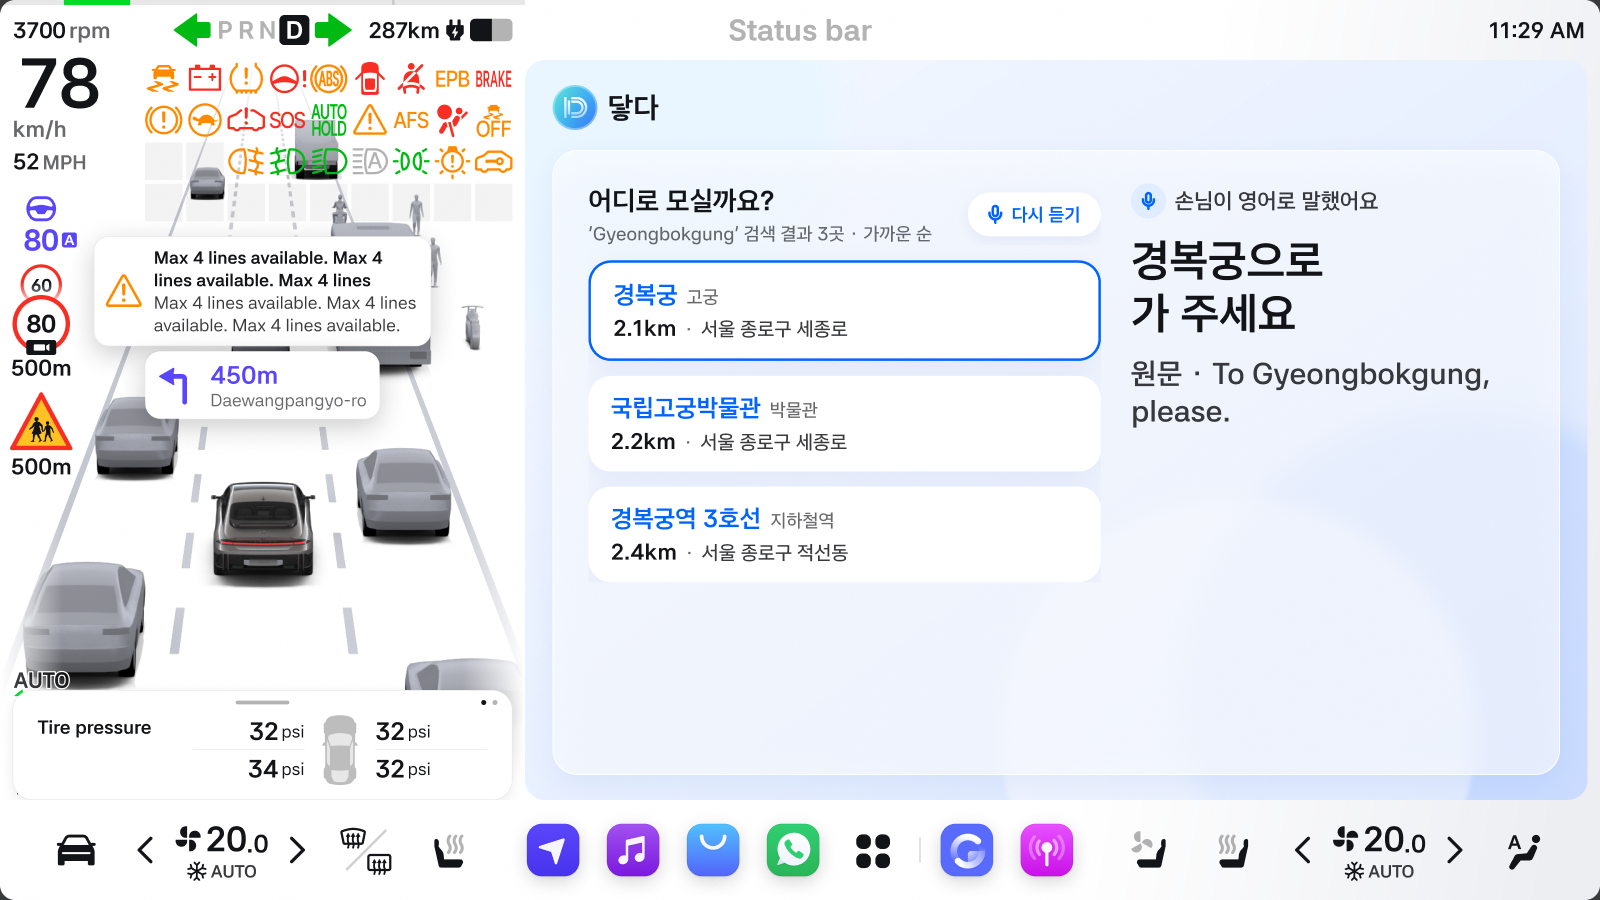 3700 rpm
P R N D
287km
Status bar
11:29 AM
78
km/h
52 MPH
ABS
EPB
BRAKE
SOS
AUTO HOLD
AFS
OFF
A
80 A
60
80
500m
500m
Max 4 lines available. Max 4
lines available. Max 4 lines
Max 4 lines available. Max 4 lines
available. Max 4 lines available.
450m
Daewangpangyo-ro
AUTO
Tire pressure
32 psi
32 psi
34 psi
32 psi
닿다
어디로 모실까요?
'Gyeongbokgung' 검색 결과 3곳 · 가까운 순
다시 듣기
경복궁 고궁
2.1km · 서울 종로구 세종로
국립고궁박물관 박물관
2.2km · 서울 종로구 세종로
경복궁역 3호선 지하철역
2.4km · 서울 종로구 적선동
손님이 영어로 말했어요
경복궁으로
가 주세요
원문 · To Gyeongbokgung,
please.
20.0
AUTO
20.0
AUTO
A